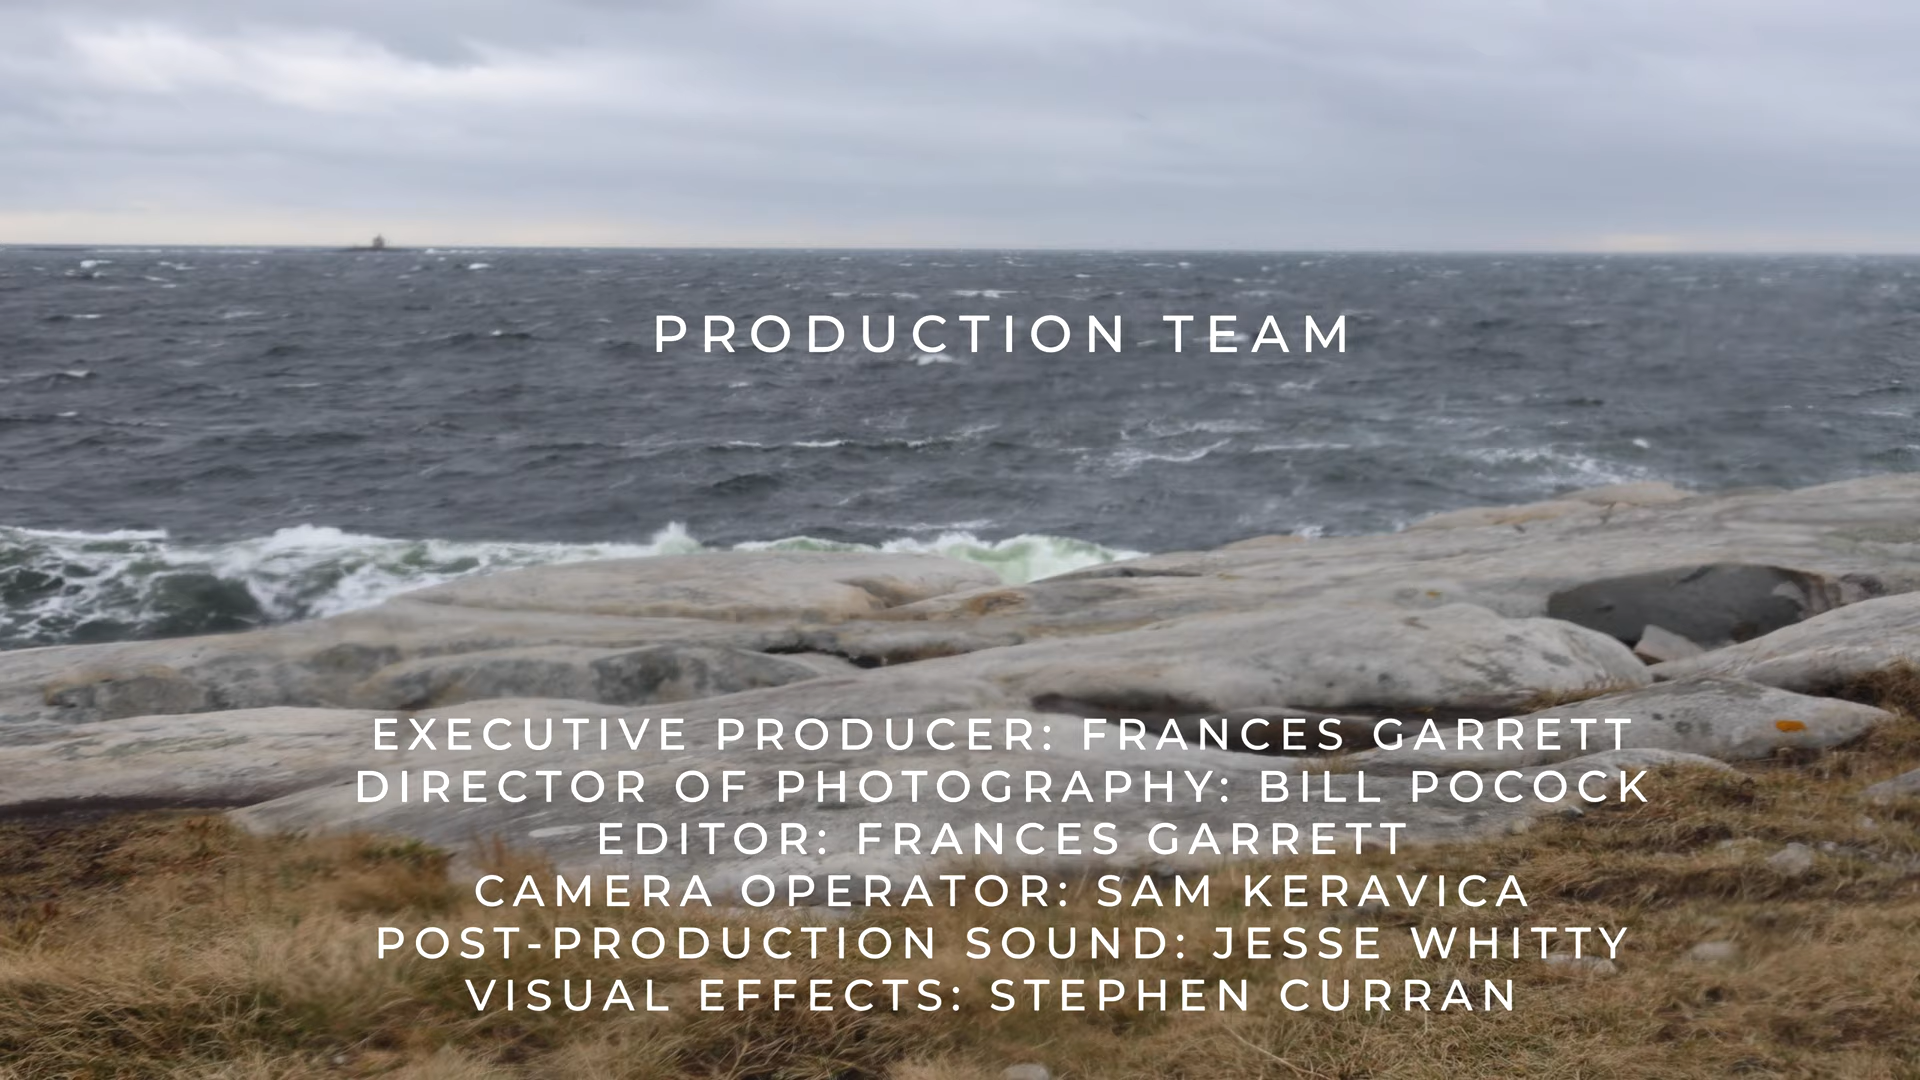 PRODUCTION TEAM
EXECUTIVE PRODUCER: FRANCES GARRETT
DIRECTOR OF PHOTOGRAPHY: BILL POCOCK
EDITOR: FRANCES GARRETT
CAMERA OPERATOR: SAM KERAVICA
POST-PRODUCTION SOUND: JESSE WHITTY
VISUAL EFFECTS: STEPHEN CURRAN